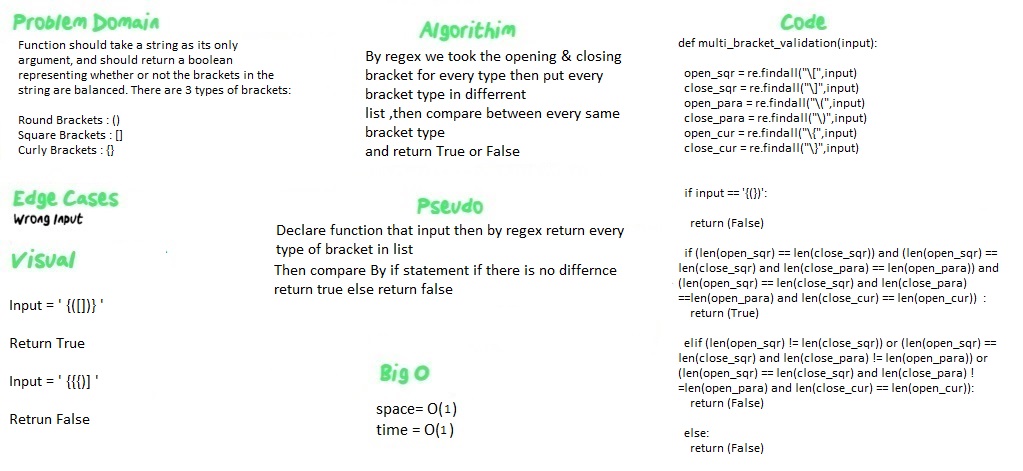 Problem Domain
Function should take a string as its only
argument, and should return a boolean
representing whether or not the brackets in the
string are balanced. There are 3 types of brackets:
Round Brackets : ()
Square Brackets : []
Curly Brackets : {}
Edge Cases
Wrong Input
Visual
Input = ' {([])} '
Return True
Input = ' {{{)] '
Retrun False
Algorithim
By regex we took the opening & closing
bracket for every type then put every
bracket type in differrent
list ,then compare between every same
bracket type
and return True or False
Pseudo
Declare function that input then by regex return every
type of bracket in list
Then compare By if statement if there is no differnce
return true else return false
Big O
space= O(1)
time = O(1)
Code
def multi_bracket_validation(input):
open_sqr = re.findall("\[",input)
close_sqr = re.findall("\]",input)
open_para = re.findall("\(",input)
close_para = re.findall("\)",input)
open_cur = re.findall("\{",input)
close_cur = re.findall("\}",input)
if input == '{(})':
return (False)
if (len(open_sqr) == len(close_sqr)) and (len(open_sqr) ==
len(close_sqr) and len(close_para) == len(open_para)) and
(len(open_sqr) == len(close_sqr) and len(close_para)
==len(open_para) and len(close_cur) == len(open_cur)) :
return (True)
elif (len(open_sqr) != len(close_sqr)) or (len(open_sqr) ==
len(close_sqr) and len(close_para) != len(open_para)) or
(len(open_sqr) == len(close_sqr) and len(close_para) !
=len(open_para) and len(close_cur) == len(open_cur)):
return (False)
else:
return (False)